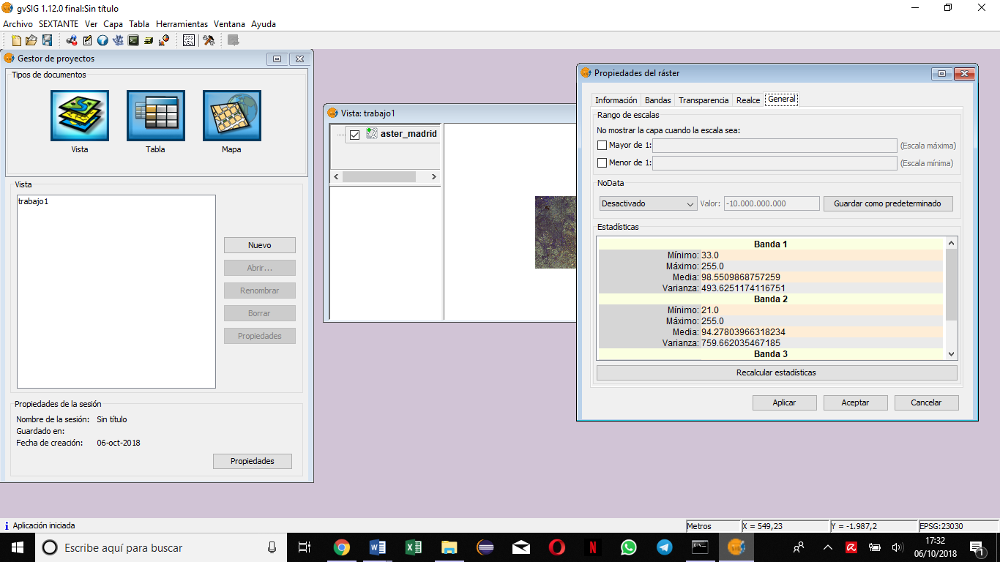 gvSIG 1.12.0 final:Sin título
Archivo SEXTANTE Ver Capa Tabla Herramientas Ventana Ayuda
Gestor de proyectos
Tipos de documentos
Vista Tabla Mapa
Vista
trabajo1
Nuevo
Abrir...
Renombrar
Borrar
Propiedades
Propiedades de la sesión
Nombre de la sesión: Sin título
Guardado en:
Fecha de creación: 06-oct-2018
Propiedades
Vista: trabajo1
aster_madrid
Propiedades del ráster
Información Bandas Transparencia Realce General
Rango de escalas
No mostrar la capa cuando la escala sea:
Mayor de 1: (Escala máxima)
Menor de 1: (Escala mínima)
NoData
Desactivado Valor: -10.000.000.000 Guardar como predeterminado
Estadísticas
Banda 1
Mínimo: 33.0
Máximo: 255.0
Media: 98.5509868757259
Varianza: 493.6251174116751
Banda 2
Mínimo: 21.0
Máximo: 255.0
Media: 94.27803966318234
Varianza: 759.662035467185
Banda 3
Recalcular estadísticas
Aplicar Aceptar Cancelar
Aplicación iniciada
Metros X = 549,23 Y = -1.987,2 EPSG:23030
Escribe aquí para buscar
17:32
06/10/2018
1